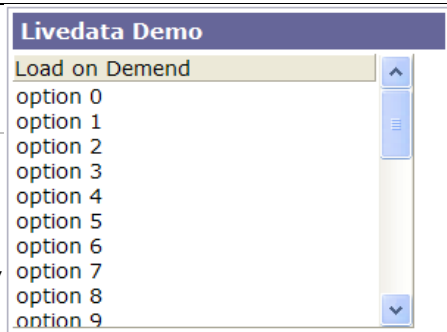 Livedata Demo
Load on Demend
option 0
option 1
option 2
option 3
option 4
option 5
option 6
option 7
option 8
option 9